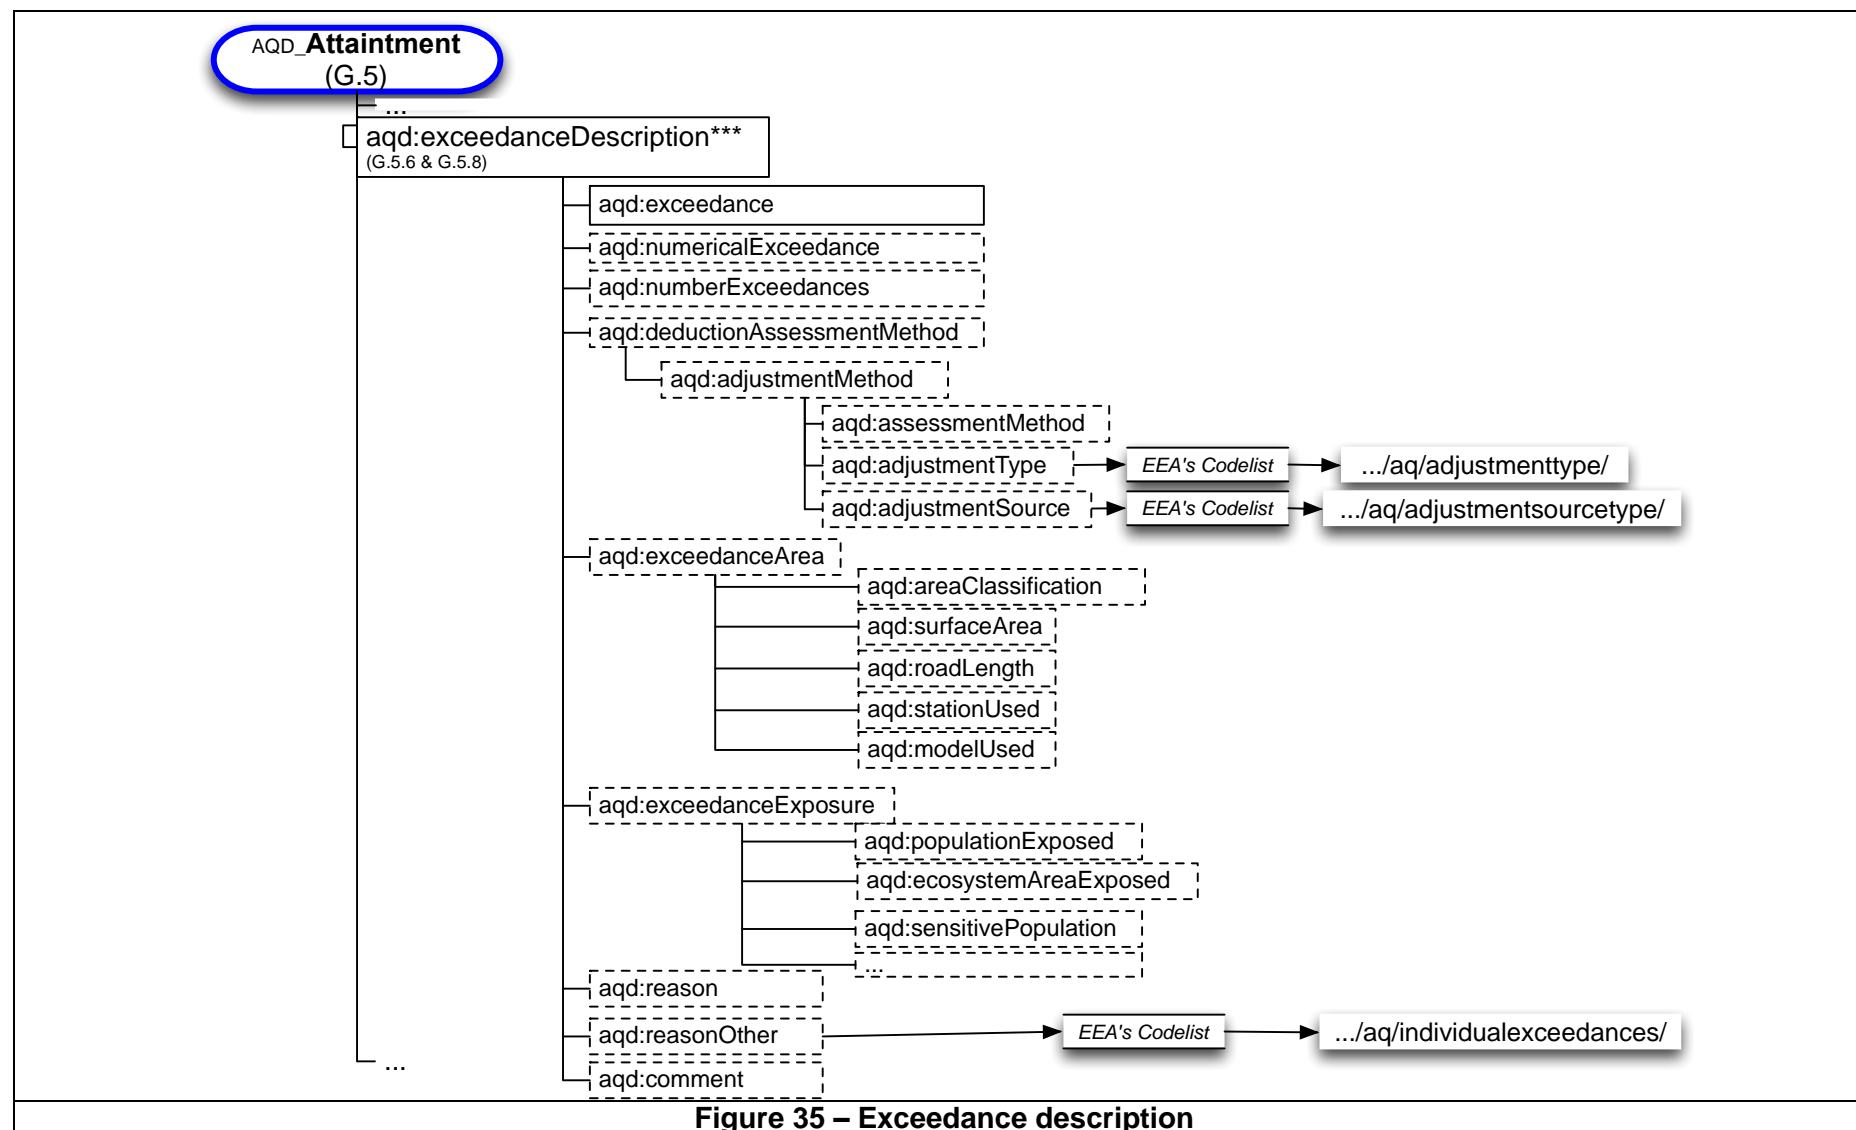 AQD_Attaintment
(G.5)
...
aqd:exceedanceDescription***
(G.5.6 & G.5.8)
aqd:exceedance
aqd:numericalExceedance
aqd:numberExceedances
aqd:deductionAssessmentMethod
aqd:adjustmentMethod
aqd:assessmentMethod
aqd:adjustmentType EEA's Codelist .../aq/adjustmenttype/
aqd:adjustmentSource EEA's Codelist .../aq/adjustmentsourcetype/
aqd:exceedanceArea
aqd:areaClassification
aqd:surfaceArea
aqd:roadLength
aqd:stationUsed
aqd:modelUsed
aqd:exceedanceExposure
aqd:populationExposed
aqd:ecosystemAreaExposed
aqd:sensitivePopulation
...
aqd:reason
aqd:reasonOther EEA's Codelist .../aq/individualexceedances/
...
aqd:comment
Figure 35 – Exceedance description